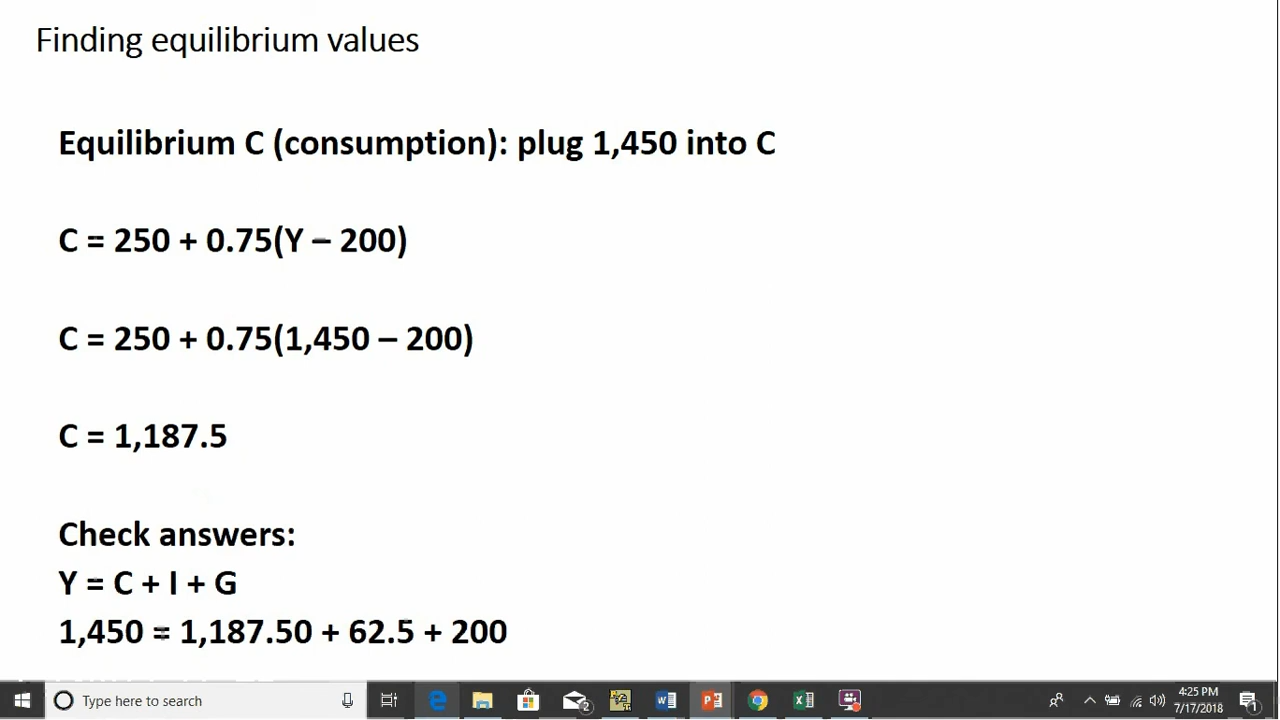 Finding equilibrium values
Equilibrium C (consumption): plug 1,450 into C
C = 250 + 0.75(Y – 200)
C = 250 + 0.75(1,450 – 200)
C = 1,187.5
Check answers:
Y = C + I + G
1,450 = 1,187.50 + 62.5 + 200
Type here to search
2
4:25 PM
7/17/2018
1